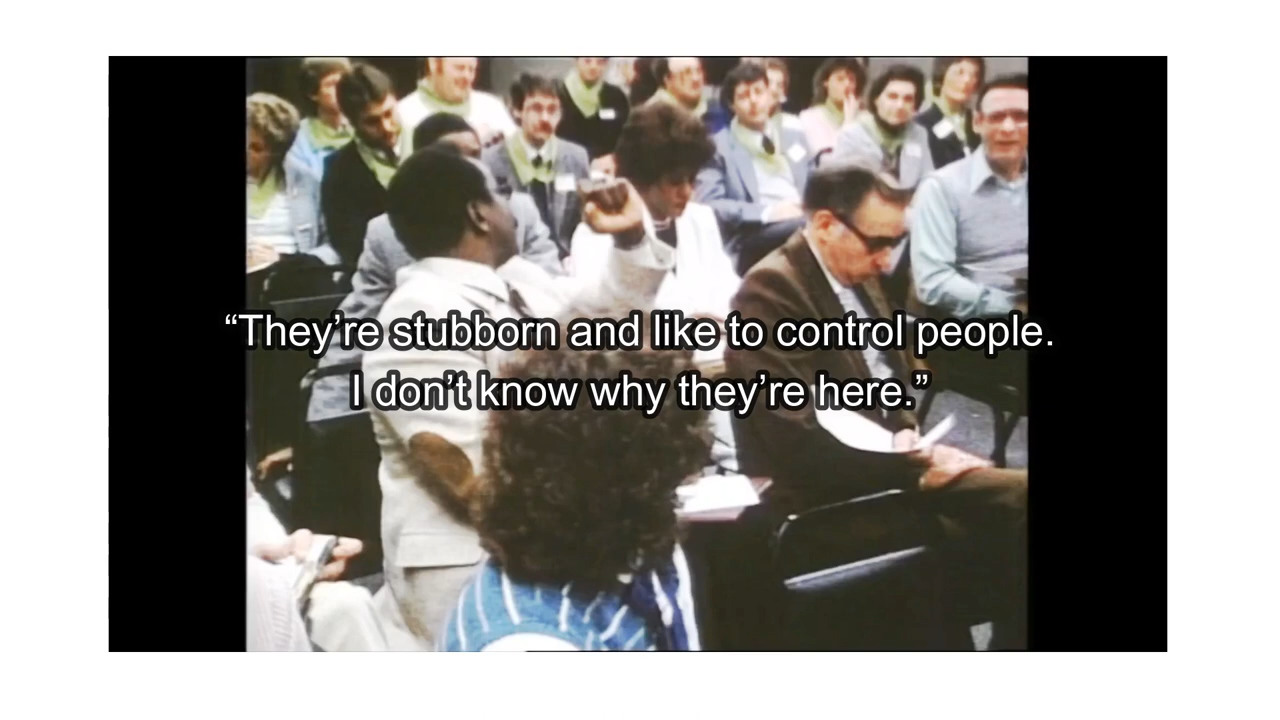 “They’re stubborn and like to control people.
I don’t know why they’re here.”